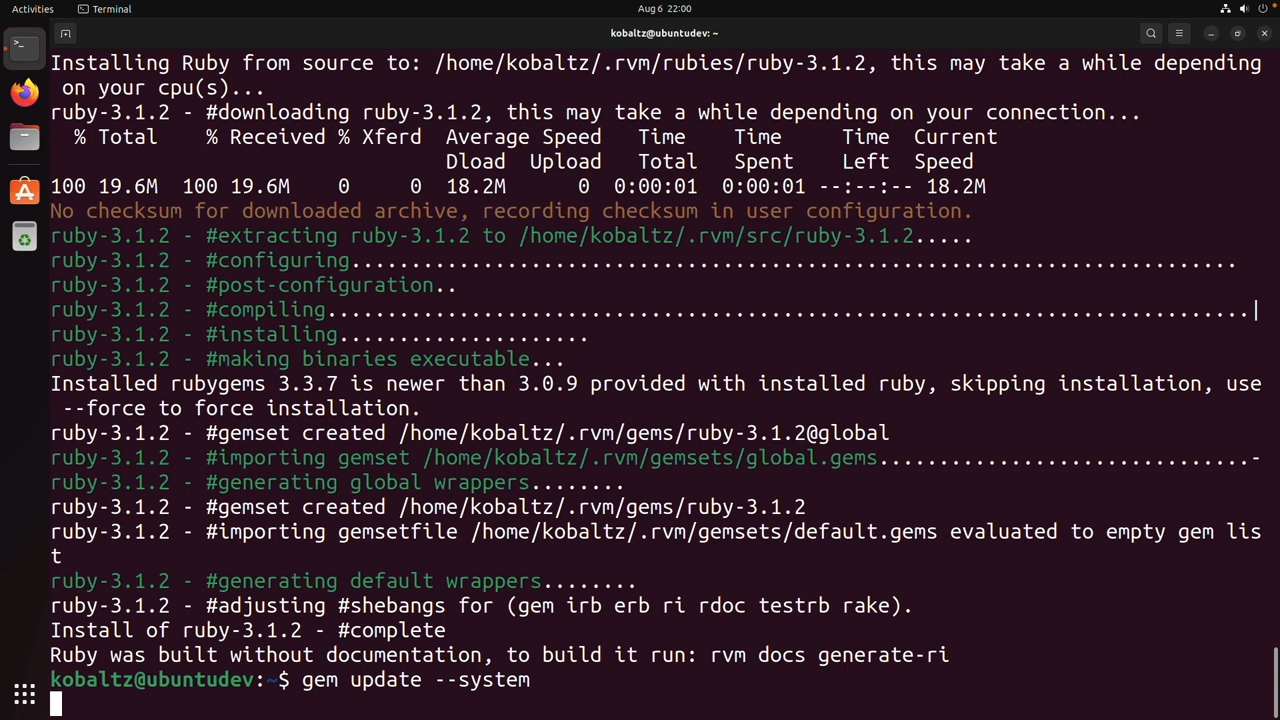 Activities
Terminal
Aug 6 22:00
kobaltz@ubuntudev: ~
Installing Ruby from source to: /home/kobaltz/.rvm/rubies/ruby-3.1.2, this may take a while depending
on your cpu(s)...
ruby-3.1.2 - #downloading ruby-3.1.2, this may take a while depending on your connection...
% Total % Received % Xferd Average Speed Time Time Time Current
Dload Upload Total Spent Left Speed
100 19.6M 100 19.6M 0 0 18.2M 0 0:00:01 0:00:01 --:--:-- 18.2M
No checksum for downloaded archive, recording checksum in user configuration.
ruby-3.1.2 - #extracting ruby-3.1.2 to /home/kobaltz/.rvm/src/ruby-3.1.2.....
ruby-3.1.2 - #configuring..........................................................................
ruby-3.1.2 - #post-configuration..
ruby-3.1.2 - #compiling.............................................................................|
ruby-3.1.2 - #installing.....................
ruby-3.1.2 - #making binaries executable...
Installed rubygems 3.3.7 is newer than 3.0.9 provided with installed ruby, skipping installation, use
--force to force installation.
ruby-3.1.2 - #gemset created /home/kobaltz/.rvm/gems/ruby-3.1.2@global
ruby-3.1.2 - #importing gemset /home/kobaltz/.rvm/gemsets/global.gems...............................-
ruby-3.1.2 - #generating global wrappers........
ruby-3.1.2 - #gemset created /home/kobaltz/.rvm/gems/ruby-3.1.2
ruby-3.1.2 - #importing gemsetfile /home/kobaltz/.rvm/gemsets/default.gems evaluated to empty gem lis
t
ruby-3.1.2 - #generating default wrappers........
ruby-3.1.2 - #adjusting #shebangs for (gem irb erb ri rdoc testrb rake).
Install of ruby-3.1.2 - #complete
Ruby was built without documentation, to build it run: rvm docs generate-ri
kobaltz@ubuntudev:~$ gem update --system